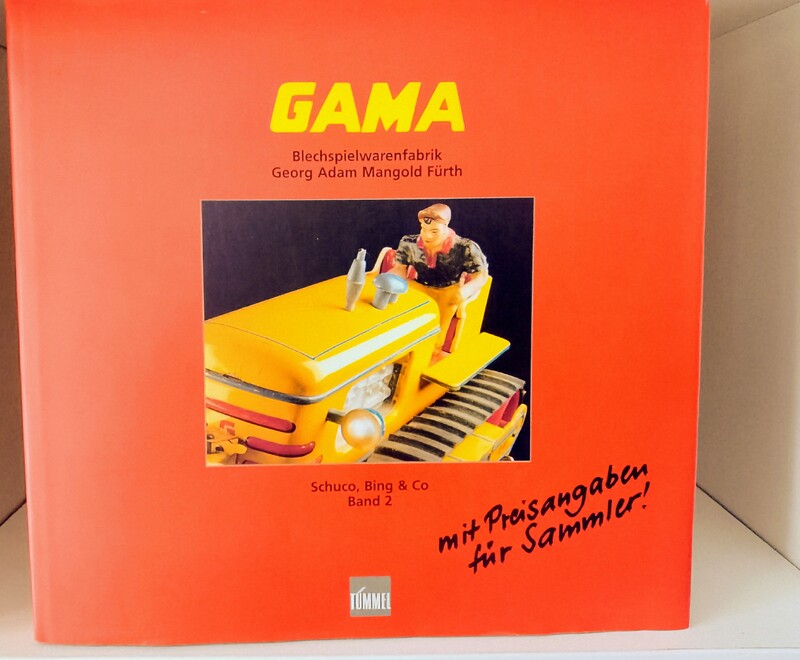 GAMA
Blechspielwarenfabrik
Georg Adam Mangold Fürth
Schuco, Bing & Co
Band 2
mit Preisangaben
für Sammler!
TÜMMEL